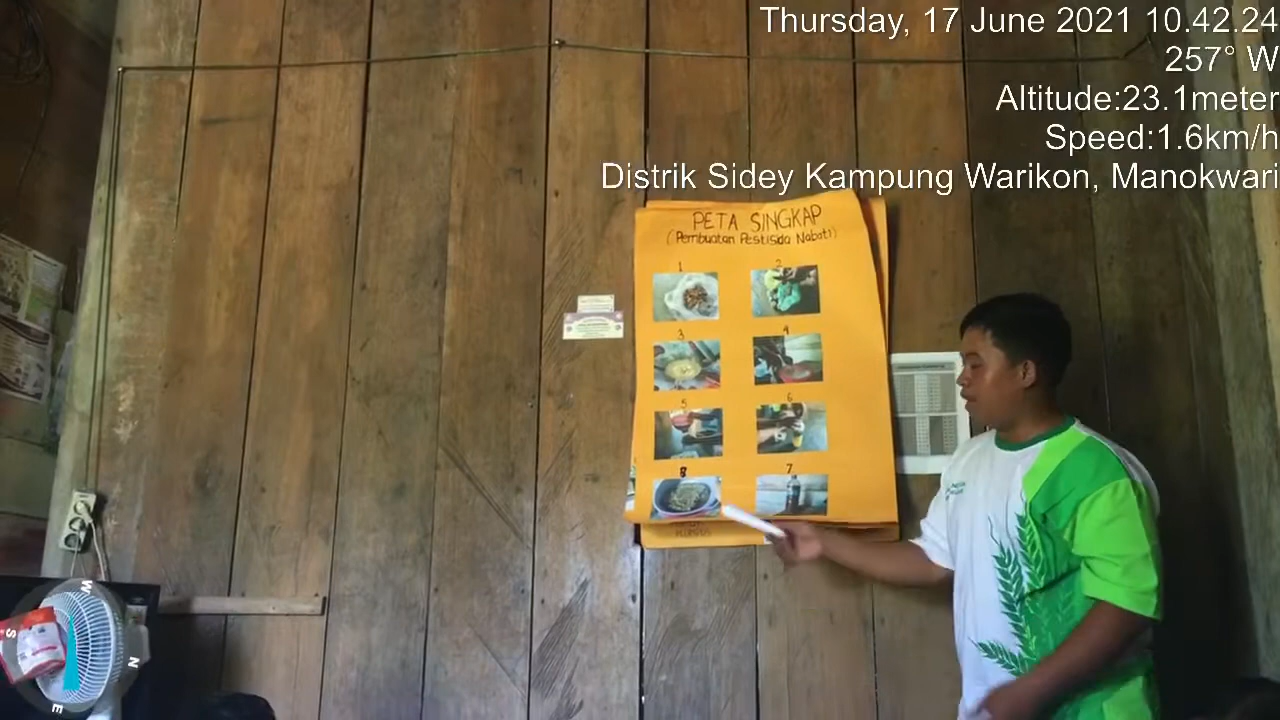 Thursday, 17 June 2021 10.42.24
257° W
Altitude:23.1meter
Speed:1.6km/h
Distrik Sidey Kampung Warikon, Manokwari
PETA SINGKAP
(Pembuatan Pestisida Nabati)
1 2
3 4
5 6
8 7
W
S
N
E